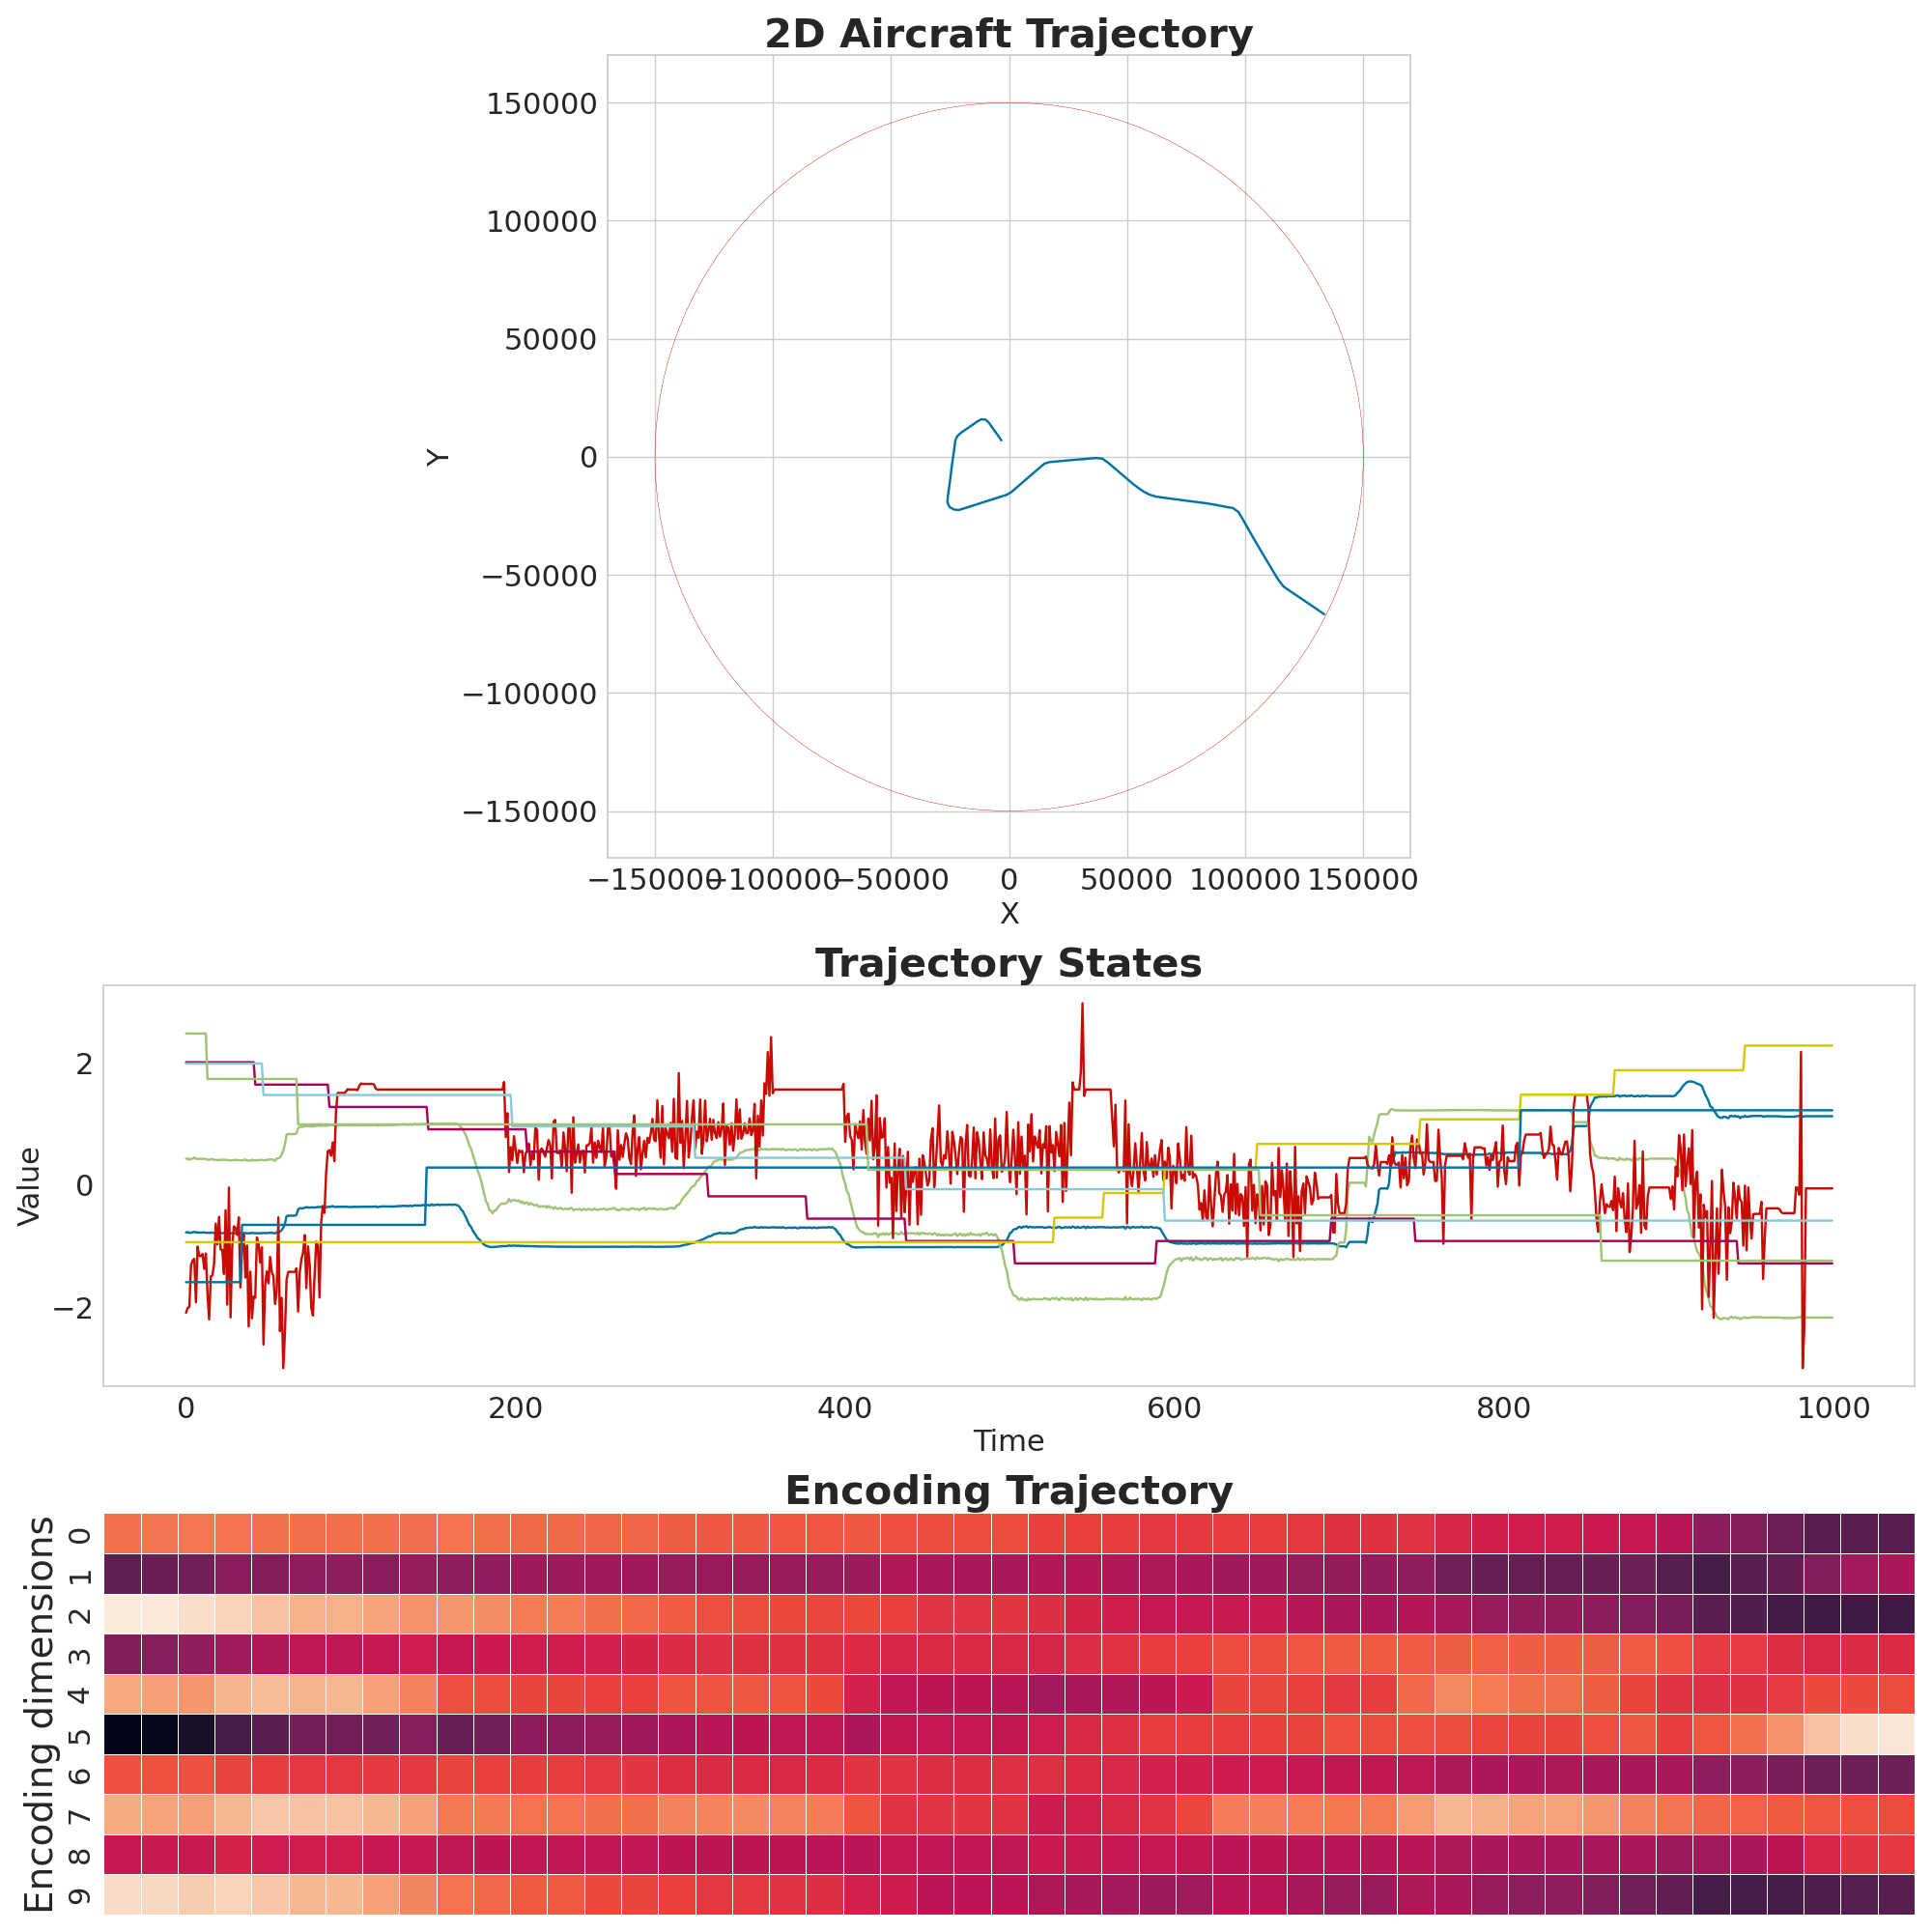 2D Aircraft Trajectory
150000
100000
50000
0
−50000
−100000
−150000
Y
−150000 −100000 −50000 0 50000 100000 150000
X
Trajectory States
2
0
−2
Value
0 200 400 600 800 1000
Time
Encoding Trajectory
0
1
2
3
4
5
6
7
8
9
Encoding dimensions